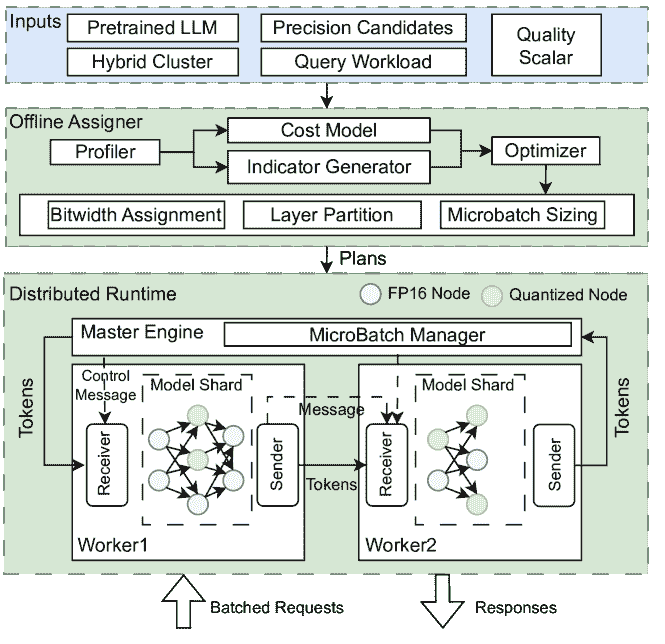 Inputs
Pretrained LLM
Precision Candidates
Quality
Scalar
Hybrid Cluster
Query Workload
Offline Assigner
Cost Model
Profiler
Indicator Generator
Optimizer
Bitwidth Assignment
Layer Partition
Microbatch Sizing
Plans
Distributed Runtime
FP16 Node
Quantized Node
Master Engine
MicroBatch Manager
Tokens
Control
Message
Model Shard
Receiver
Sender
Message
Tokens
Model Shard
Receiver
Sender
Tokens
Worker1
Worker2
Batched Requests
Responses